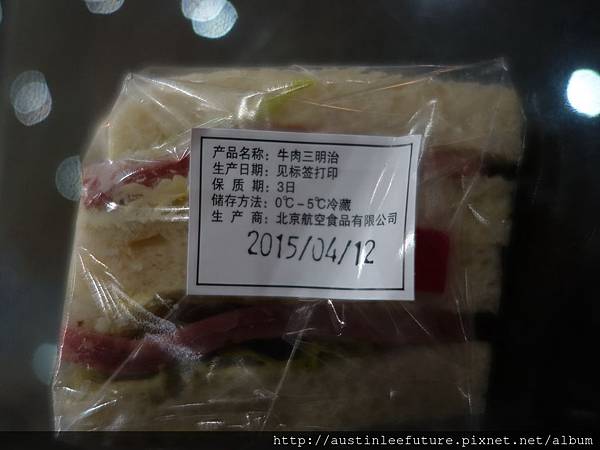 产品名称: 牛肉三明治
生产日期: 见标签打印
保 质 期: 3日
储存方法: 0℃-5℃冷藏
生 产 商: 北京航空食品有限公司
2015/04/12
http://austinleefuture.pixnet.net/album